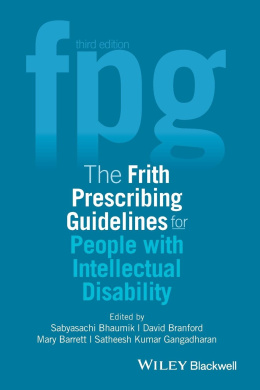 third edition
fpg
The Frith
Prescribing
Guidelines for
People with
Intellectual
Disability
Edited by
Sabyasachi Bhaumik | David Branford
Mary Barrett | Satheesh Kumar Gangadharan
WILEY Blackwell